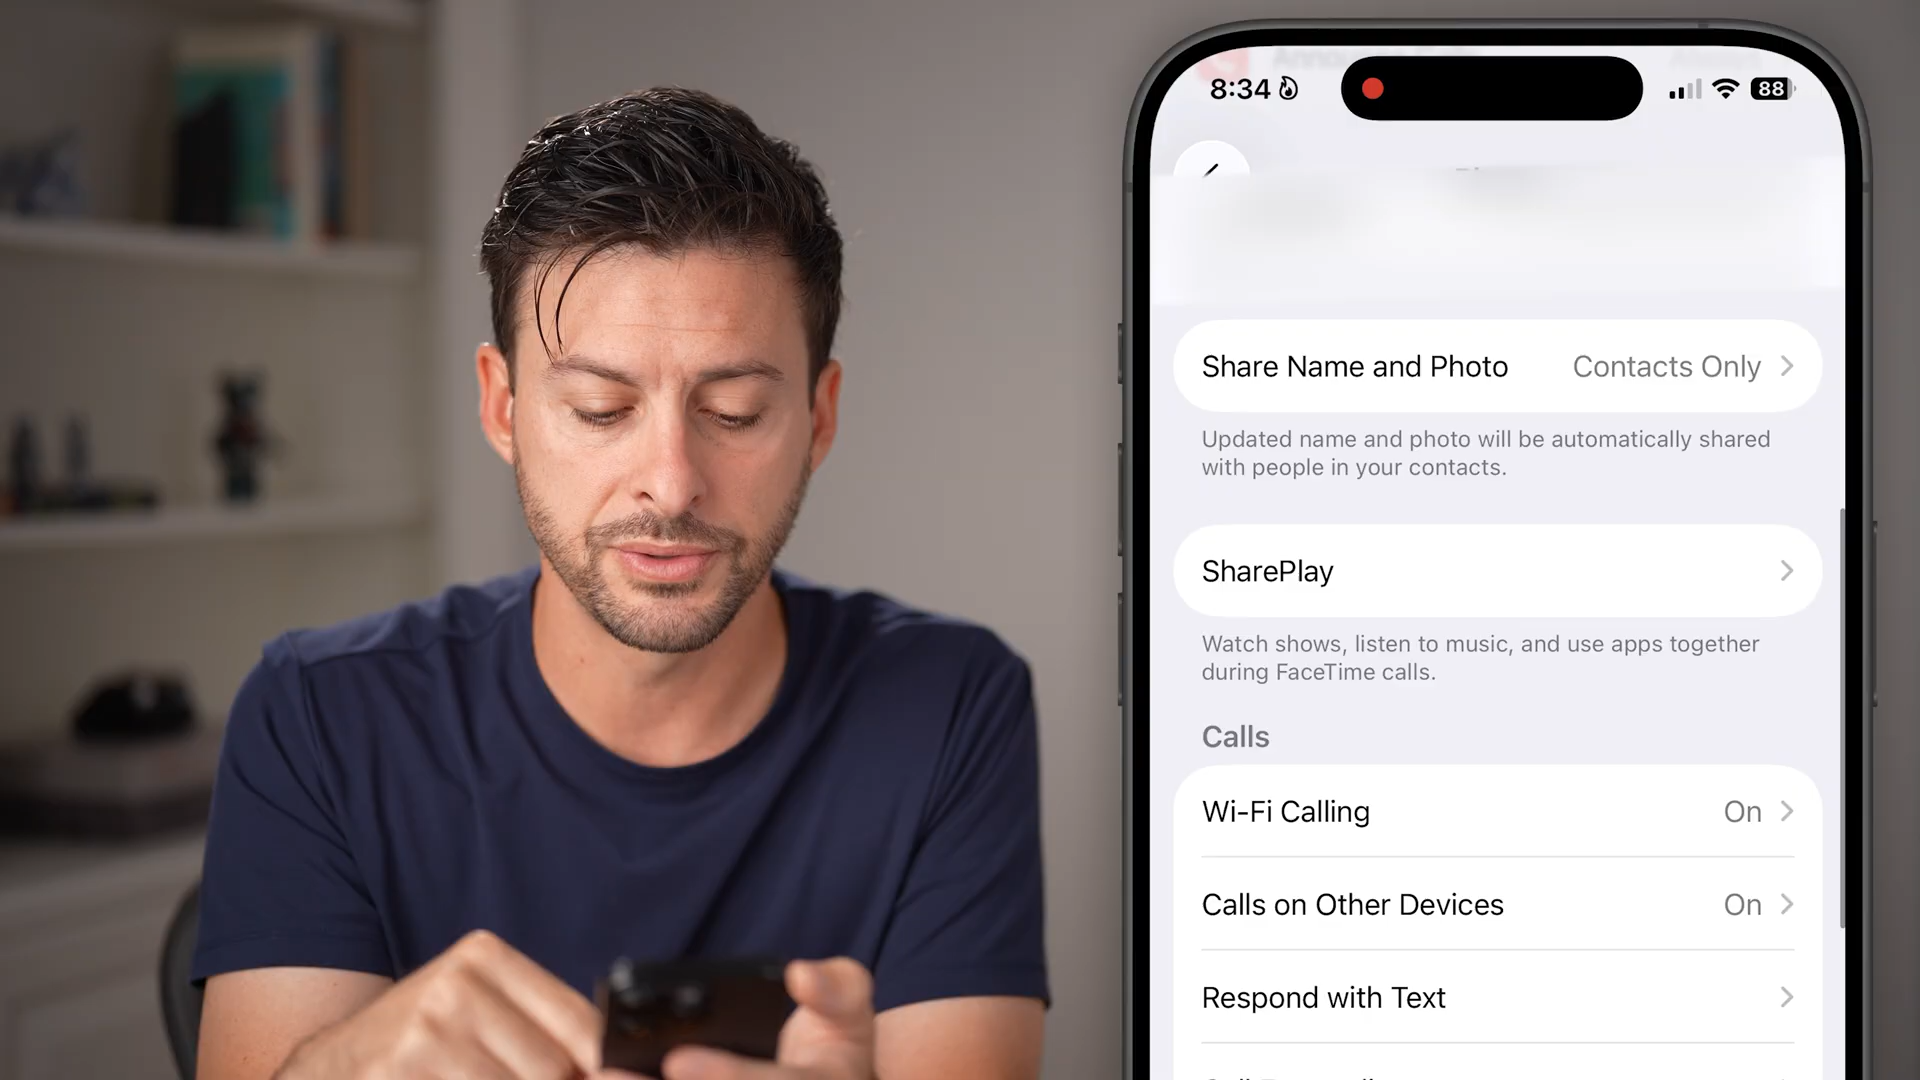 8:34 88
Share Name and Photo Contacts Only
Updated name and photo will be automatically shared
with people in your contacts.
SharePlay
Watch shows, listen to music, and use apps together
during FaceTime calls.
Calls
Wi-Fi Calling On
Calls on Other Devices On
Respond with Text